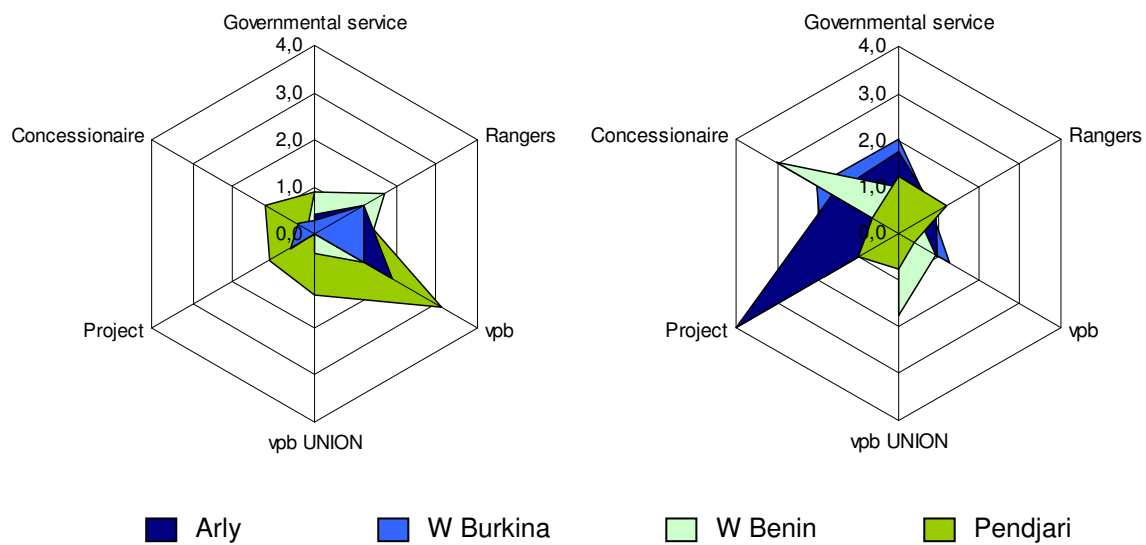 Governmental service
4,0
3,0
2,0
1,0
0,0
Rangers
vpb
vpb UNION
Project
Concessionaire
Governmental service
4,0
3,0
2,0
1,0
0,0
Rangers
vpb
vpb UNION
Project
Concessionaire
Arly
W Burkina
W Benin
Pendjari